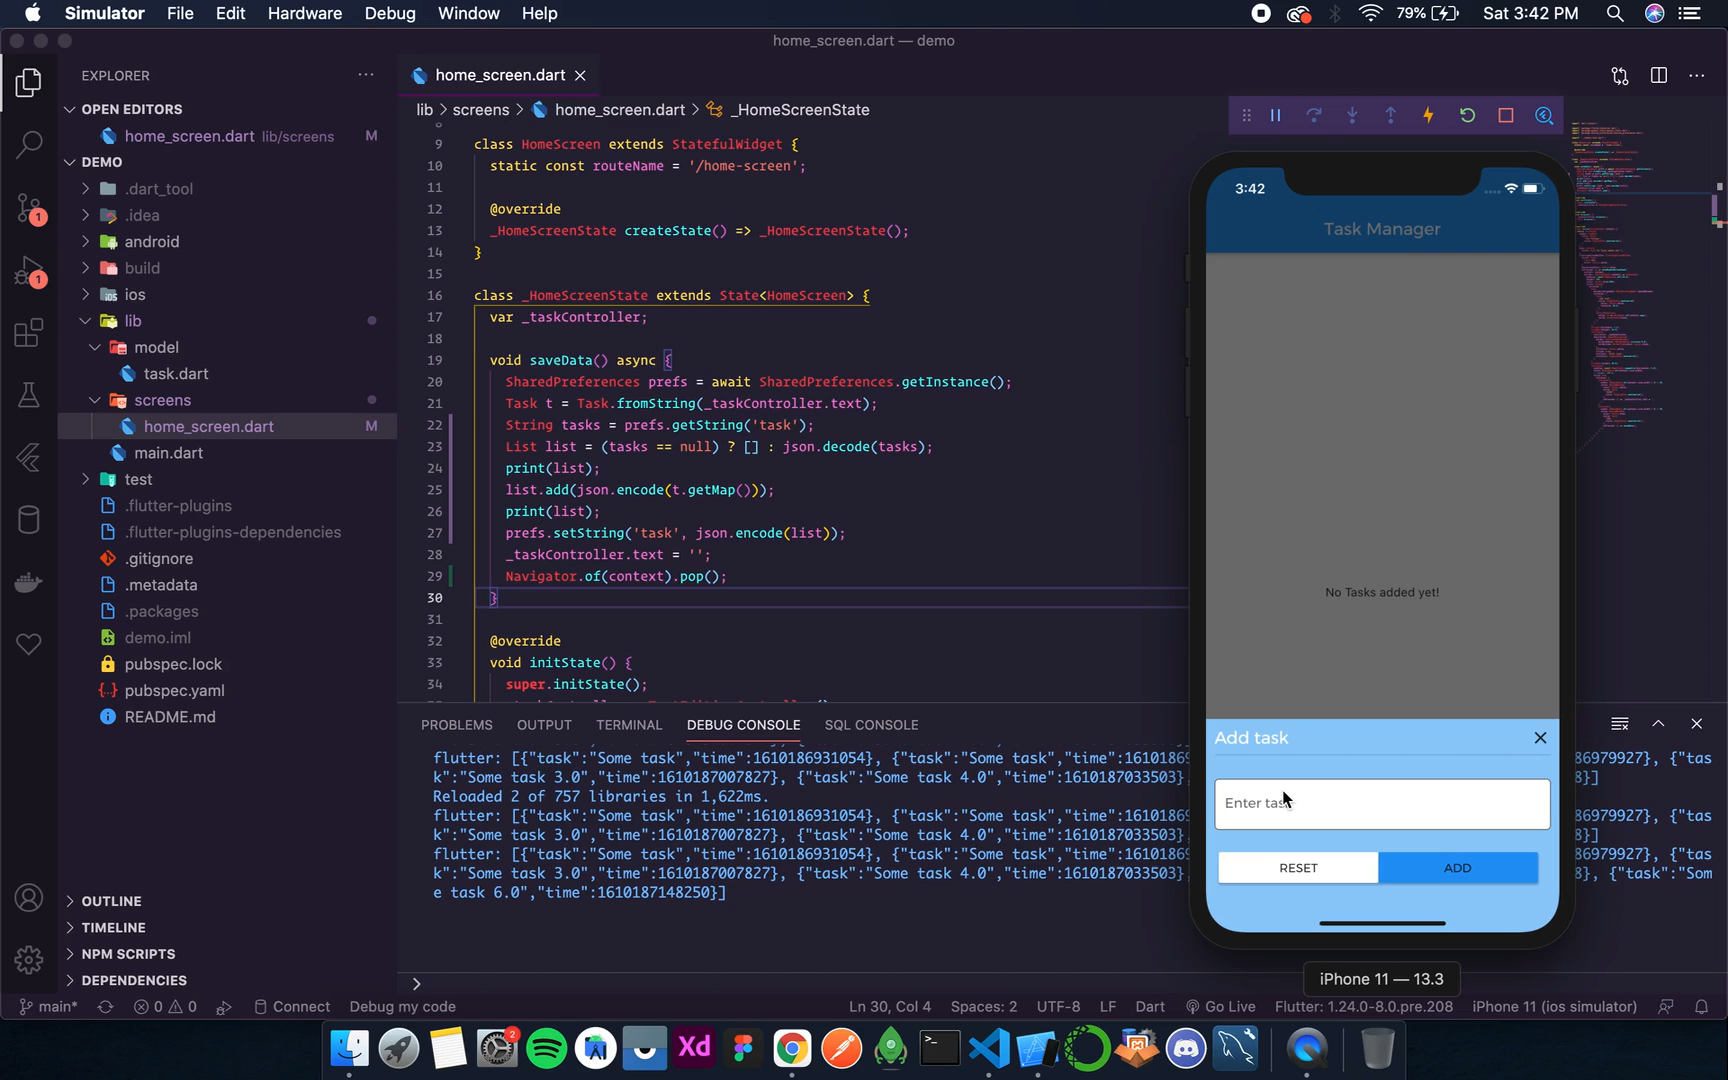 Simulator File Edit Hardware Debug Window Help
79% Sat 3:42 PM
home_screen.dart — demo
EXPLORER
OPEN EDITORS
home_screen.dart lib/screens M
DEMO
.dart_tool
.idea
android
build
ios
lib
model
task.dart
screens
home_screen.dart M
main.dart
test
.flutter-plugins
.flutter-plugins-dependencies
.gitignore
.metadata
.packages
demo.iml
pubspec.lock
pubspec.yaml
README.md
OUTLINE
TIMELINE
NPM SCRIPTS
DEPENDENCIES
1
1
home_screen.dart
lib > screens > home_screen.dart > _HomeScreenState
9 class HomeScreen extends StatefulWidget {
10 static const routeName = '/home-screen';
11
12 @override
13 _HomeScreenState createState() => _HomeScreenState();
14 }
15
16 class _HomeScreenState extends State<HomeScreen> {
17 var _taskController;
18
19 void saveData() async {
20 SharedPreferences prefs = await SharedPreferences.getInstance();
21 Task t = Task.fromString(_taskController.text);
22 String tasks = prefs.getString('task');
23 List list = (tasks == null) ? [] : json.decode(tasks);
24 print(list);
25 list.add(json.encode(t.getMap()));
26 print(list);
27 prefs.setString('task', json.encode(list));
28 _taskController.text = '';
29 Navigator.of(context).pop();
30 }
31
32 @override
33 void initState() {
34 super.initState();
PROBLEMS OUTPUT TERMINAL DEBUG CONSOLE SQL CONSOLE
flutter: [{"task":"Some task","time":1610186931054}, {"task":"Some task","time":1610186 86979927}, {"tas
k":"Some task 3.0","time":1610187007827}, {"task":"Some task 4.0","time":1610187033503} 8}]
Reloaded 2 of 757 libraries in 1,622ms.
flutter: [{"task":"Some task","time":1610186931054}, {"task":"Some task","time":1610186 86979927}, {"tas
k":"Some task 3.0","time":1610187007827}, {"task":"Some task 4.0","time":1610187033503} 8}]
flutter: [{"task":"Some task","time":1610186931054}, {"task":"Some task","time":1610186 86979927}, {"tas
k":"Some task 3.0","time":1610187007827}, {"task":"Some task 4.0","time":1610187033503} 8}, {"task":"Som
e task 6.0","time":1610187148250}]
3:42
Task Manager
No Tasks added yet!
Add task
Enter task
RESET ADD
iPhone 11 — 13.3
main* 0 0 Connect Debug my code
Ln 30, Col 4 Spaces: 2 UTF-8 LF Dart Go Live Flutter: 1.24.0-8.0.pre.208 iPhone 11 (ios simulator)
2
Xd